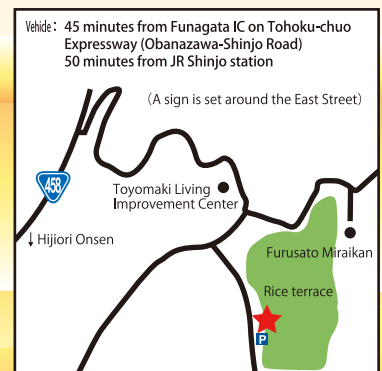 Vehide: 45 minutes from Funagata IC on Tohoku-chuo
Expressway (Obanazawa-Shinjo Road)
50 minutes from JR Shinjo station
(A sign is set around the East Street)
458
Toyomaki Living
Improvement Center
↓ Hijiori Onsen
Furusato Miraikan
Rice terrace
P